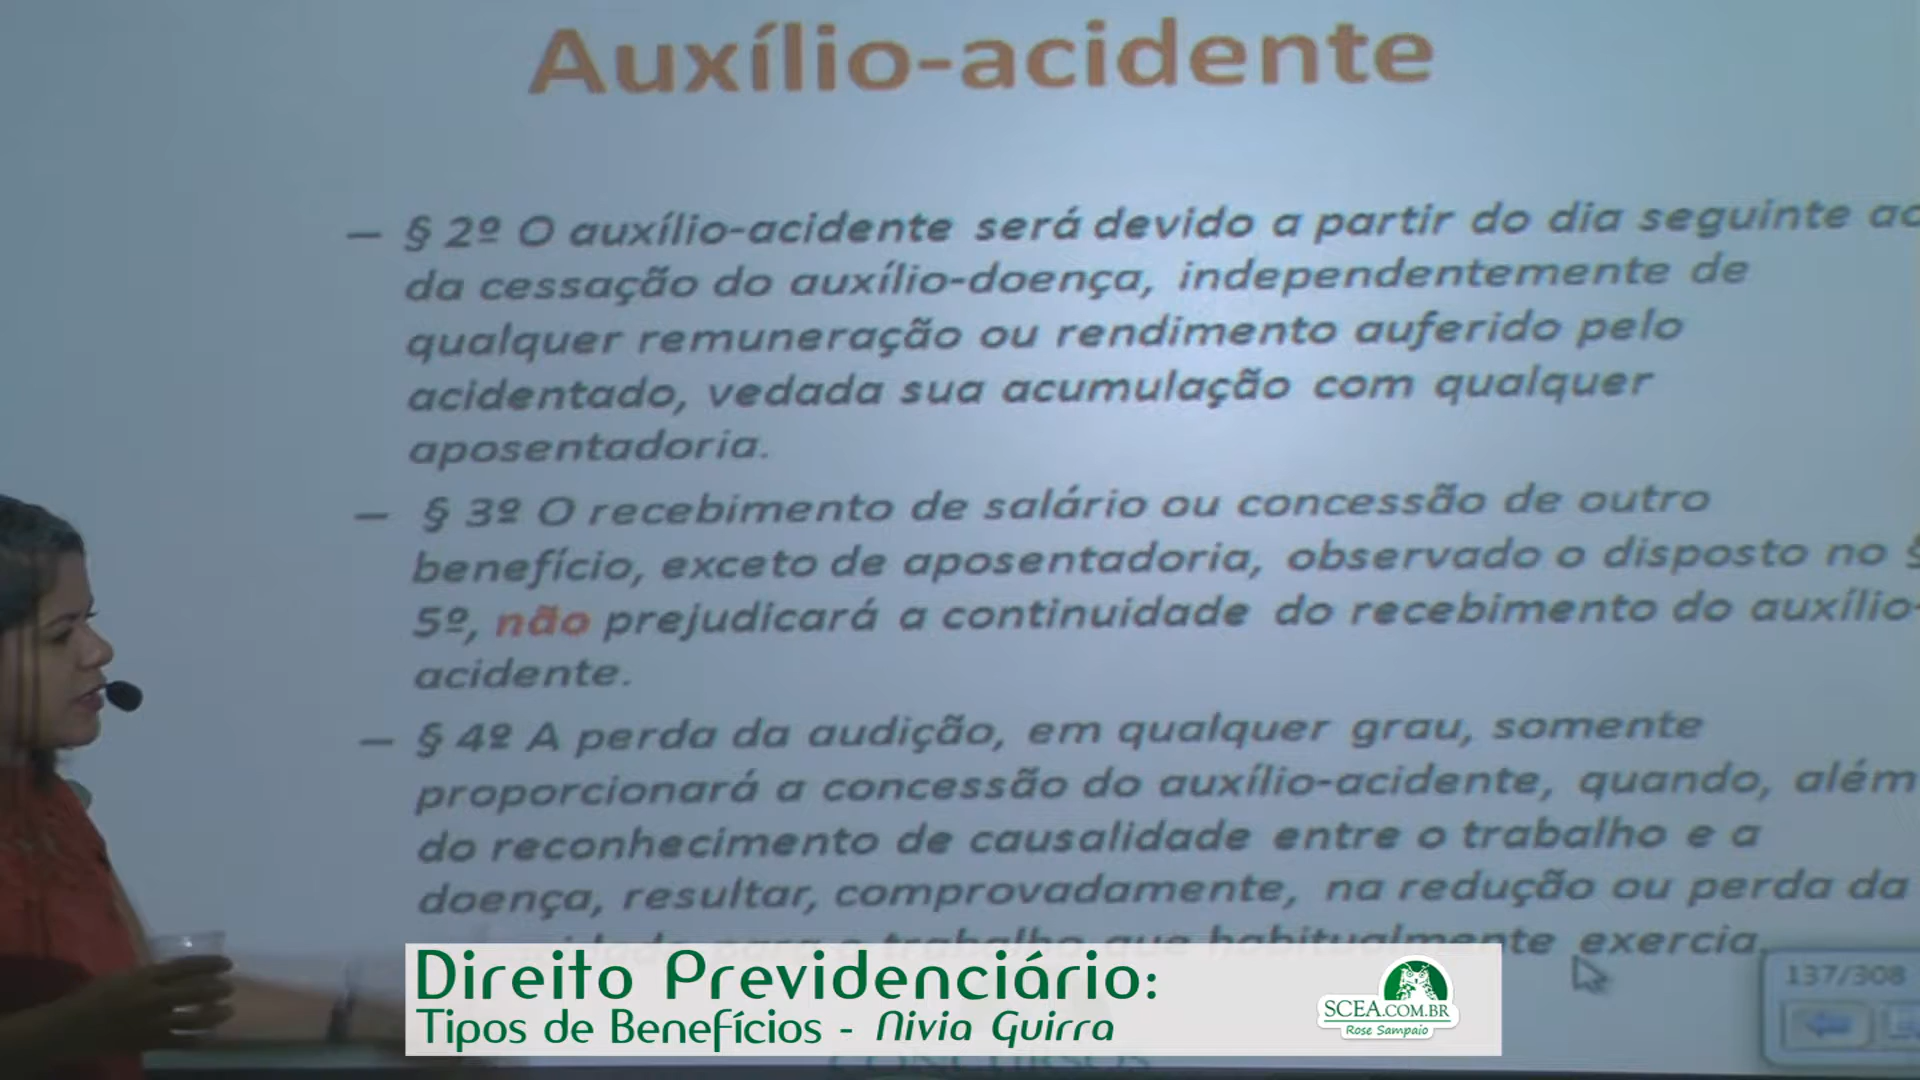 Auxílio-acidente
– § 2º O auxílio-acidente será devido a partir do dia seguinte ao
da cessação do auxílio-doença, independentemente de
qualquer remuneração ou rendimento auferido pelo
acidentado, vedada sua acumulação com qualquer
aposentadoria.
– § 3º O recebimento de salário ou concessão de outro
benefício, exceto de aposentadoria, observado o disposto no §
5º, não prejudicará a continuidade do recebimento do auxílio-
acidente.
– § 4º A perda da audição, em qualquer grau, somente
proporcionará a concessão do auxílio-acidente, quando, além
do reconhecimento de causalidade entre o trabalho e a
doença, resultar, comprovadamente, na redução ou perda da
para o trabalho que habitualmente exercia.
137/308
Direito Previdenciário:
Tipos de Benefícios - Nivia Guirra
SCEA.COM.BR
Rose Sampaio